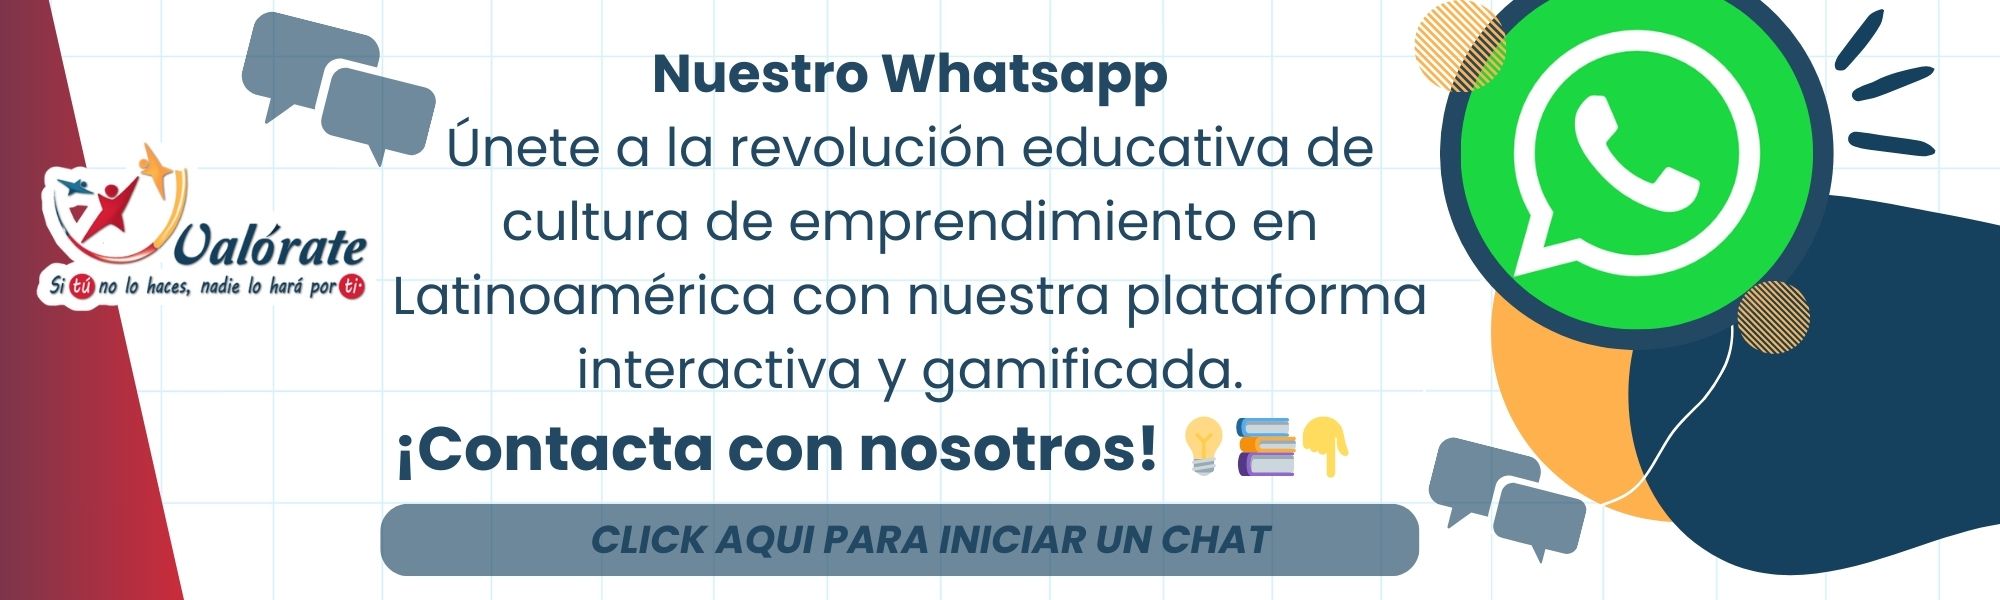 Nuestro Whatsapp
Únete a la revolución educativa de
cultura de emprendimiento en
Latinoamérica con nuestra plataforma
interactiva y gamificada.
¡Contacta con nosotros! 💡📚👇
CLICK AQUI PARA INICIAR UN CHAT
Valórate
Si tú no lo haces, nadie lo hará por ti.